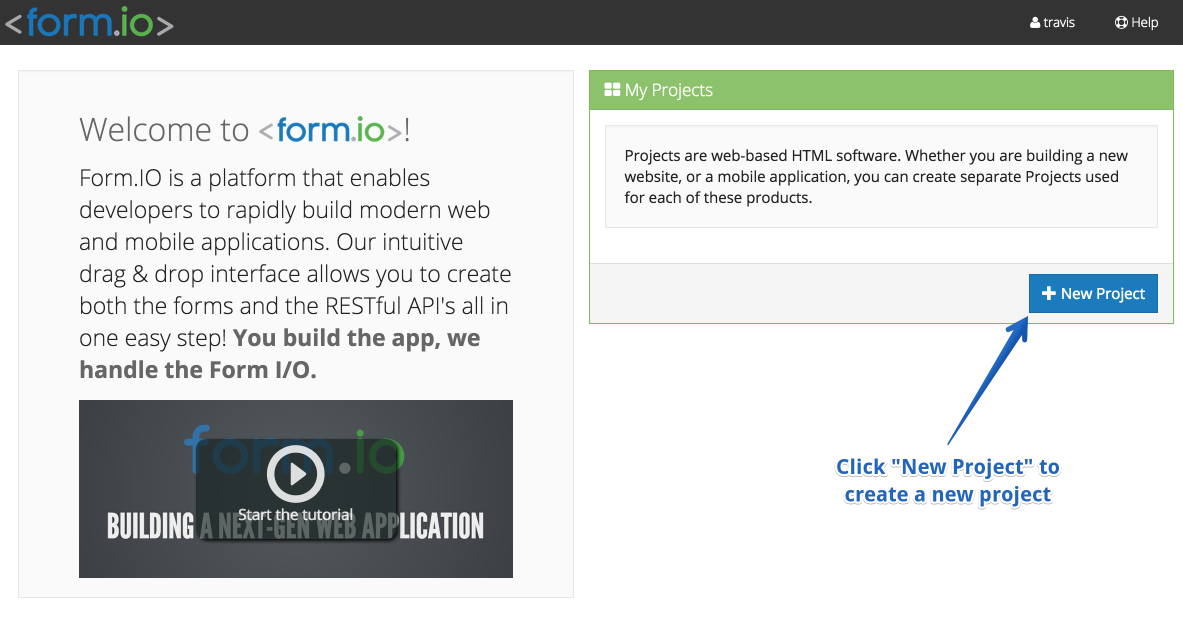 <form.io>
travis
Help
Welcome to <form.io>!
Form.IO is a platform that enables
developers to rapidly build modern web
and mobile applications. Our intuitive
drag & drop interface allows you to create
both the forms and the RESTful API's all in
one easy step! You build the app, we
handle the Form I/O.
form.io
Start the tutorial
BUILDING A NEXT-GEN WEB APPLICATION
My Projects
Projects are web-based HTML software. Whether you are building a new
website, or a mobile application, you can create separate Projects used
for each of these products.
New Project
Click "New Project" to
create a new project